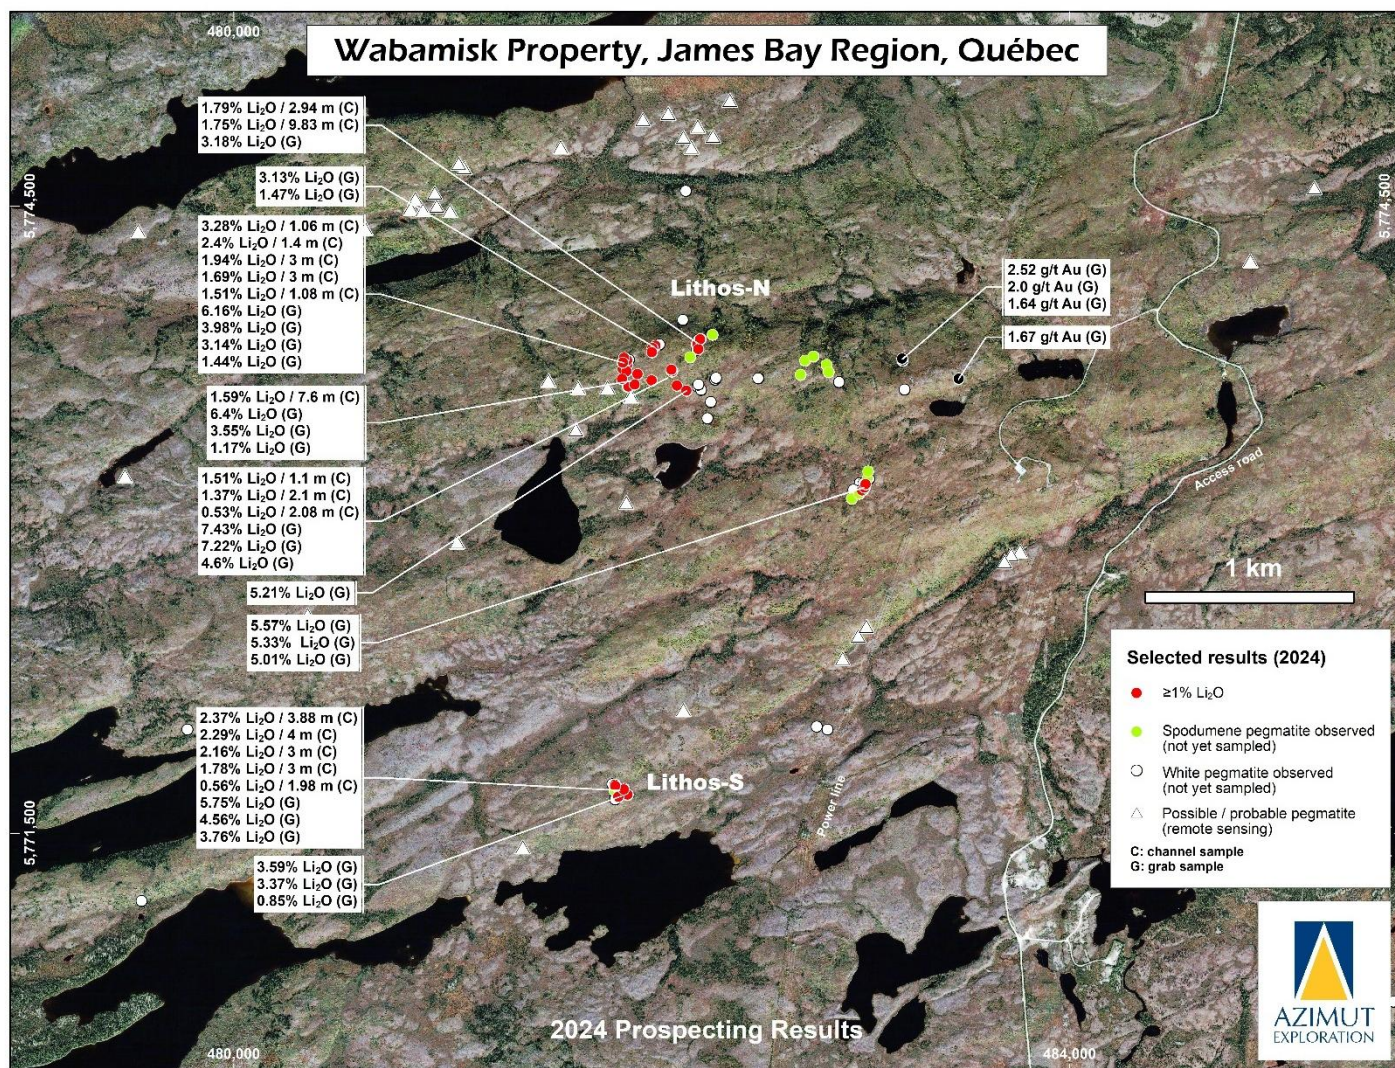 480,000
Wabamisk Property, James Bay Region, Québec
1.79% Li₂O / 2.94 m (C)
1.75% Li₂O / 9.83 m (C)
3.18% Li₂O (G)
3.13% Li₂O (G)
1.47% Li₂O (G)
5,774,500
5,774,500
3.28% Li₂O / 1.06 m (C)
2.4% Li₂O / 1.4 m (C)
1.94% Li₂O / 3 m (C)
1.69% Li₂O / 3 m (C)
1.51% Li₂O / 1.08 m (C)
6.16% Li₂O (G)
3.98% Li₂O (G)
3.14% Li₂O (G)
1.44% Li₂O (G)
Lithos-N
2.52 g/t Au (G)
2.0 g/t Au (G)
1.64 g/t Au (G)
1.67 g/t Au (G)
1.59% Li₂O / 7.6 m (C)
6.4% Li₂O (G)
3.55% Li₂O (G)
1.17% Li₂O (G)
1.51% Li₂O / 1.1 m (C)
1.37% Li₂O / 2.1 m (C)
0.53% Li₂O / 2.08 m (C)
7.43% Li₂O (G)
7.22% Li₂O (G)
4.6% Li₂O (G)
Access road
5.21% Li₂O (G)
1 km
5.57% Li₂O (G)
5.33% Li₂O (G)
5.01% Li₂O (G)
Selected results (2024)
≥1% Li₂O
Spodumene pegmatite observed
(not yet sampled)
White pegmatite observed
(not yet sampled)
Possible / probable pegmatite
(remote sensing)
C: channel sample
G: grab sample
2.37% Li₂O / 3.88 m (C)
2.29% Li₂O / 4 m (C)
2.16% Li₂O / 3 m (C)
1.78% Li₂O / 3 m (C)
0.56% Li₂O / 1.98 m (C)
5.75% Li₂O (G)
4.56% Li₂O (G)
3.76% Li₂O (G)
Lithos-S
Power line
5,771,500
3.59% Li₂O (G)
3.37% Li₂O (G)
0.85% Li₂O (G)
2024 Prospecting Results
480,000
484,000
AZIMUT
EXPLORATION